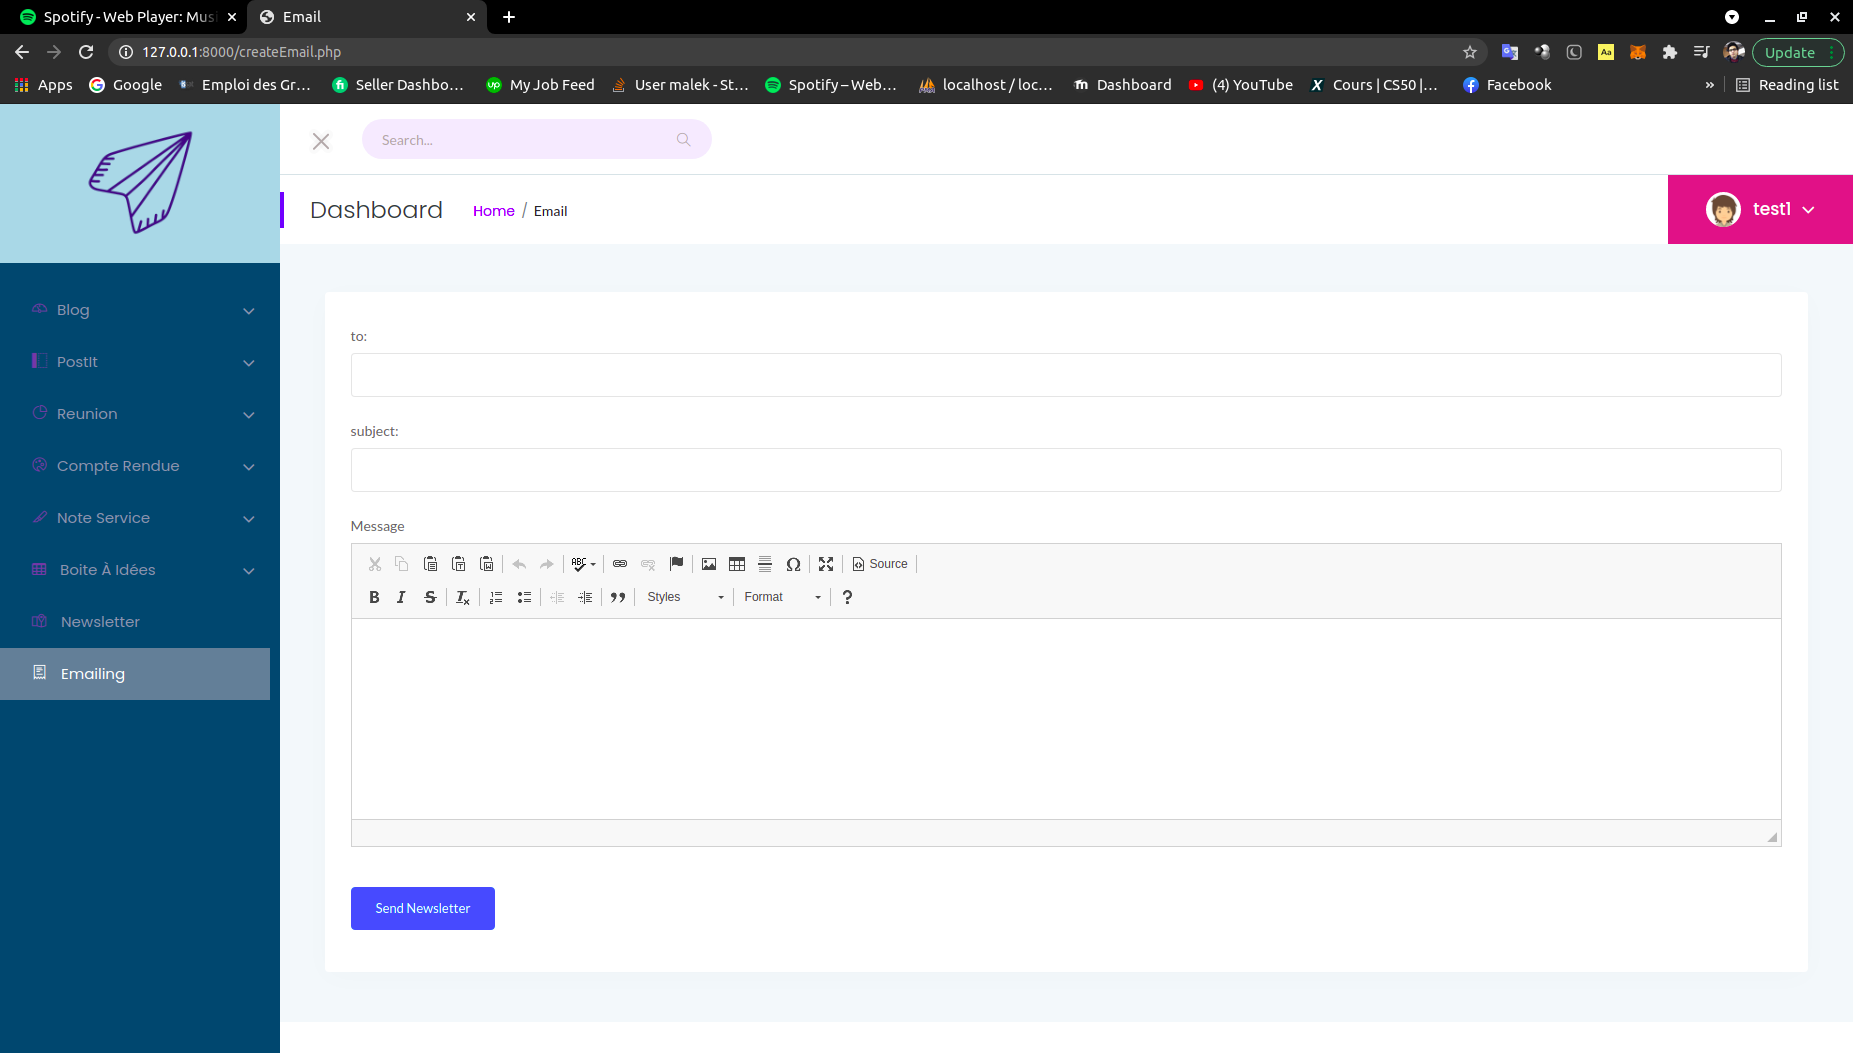 Spotify - Web Player: Mus
Email
127.0.0.1:8000/createEmail.php
Update
Apps
Google
Emploi des Gr...
Seller Dashbo...
My Job Feed
User malek - St...
Spotify – Web...
localhost / loc...
Dashboard
(4) YouTube
Cours | CS50 |...
Facebook
»
Reading list
Search...
Dashboard
Home / Email
test1
Blog
PostIt
Reunion
Compte Rendue
Note Service
Boite À Idées
Newsletter
Emailing
to:
subject:
Message
ABC
Ω
Source
B I S Tx
Styles
Format
?
Send Newsletter